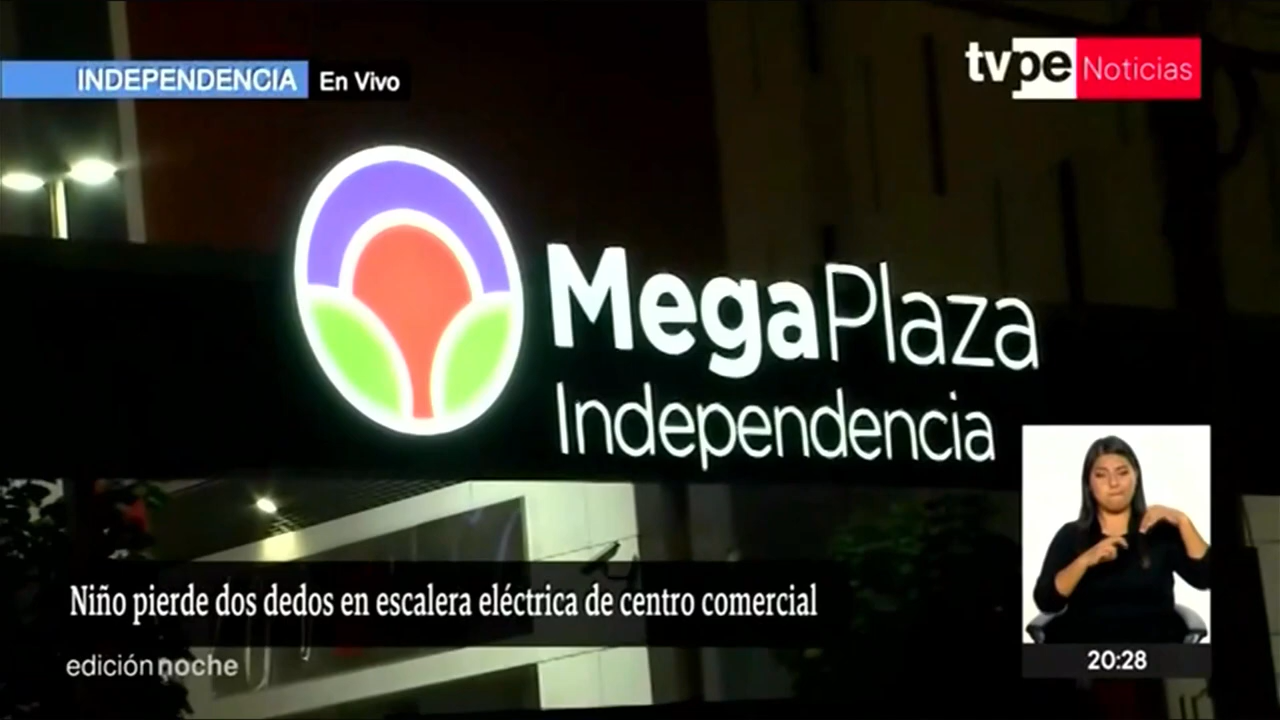 INDEPENDENCIA
En Vivo
tvpe Noticias
MegaPlaza
Independencia
Niño pierde dos dedos en escalera eléctrica de centro comercial
edición noche
20:28